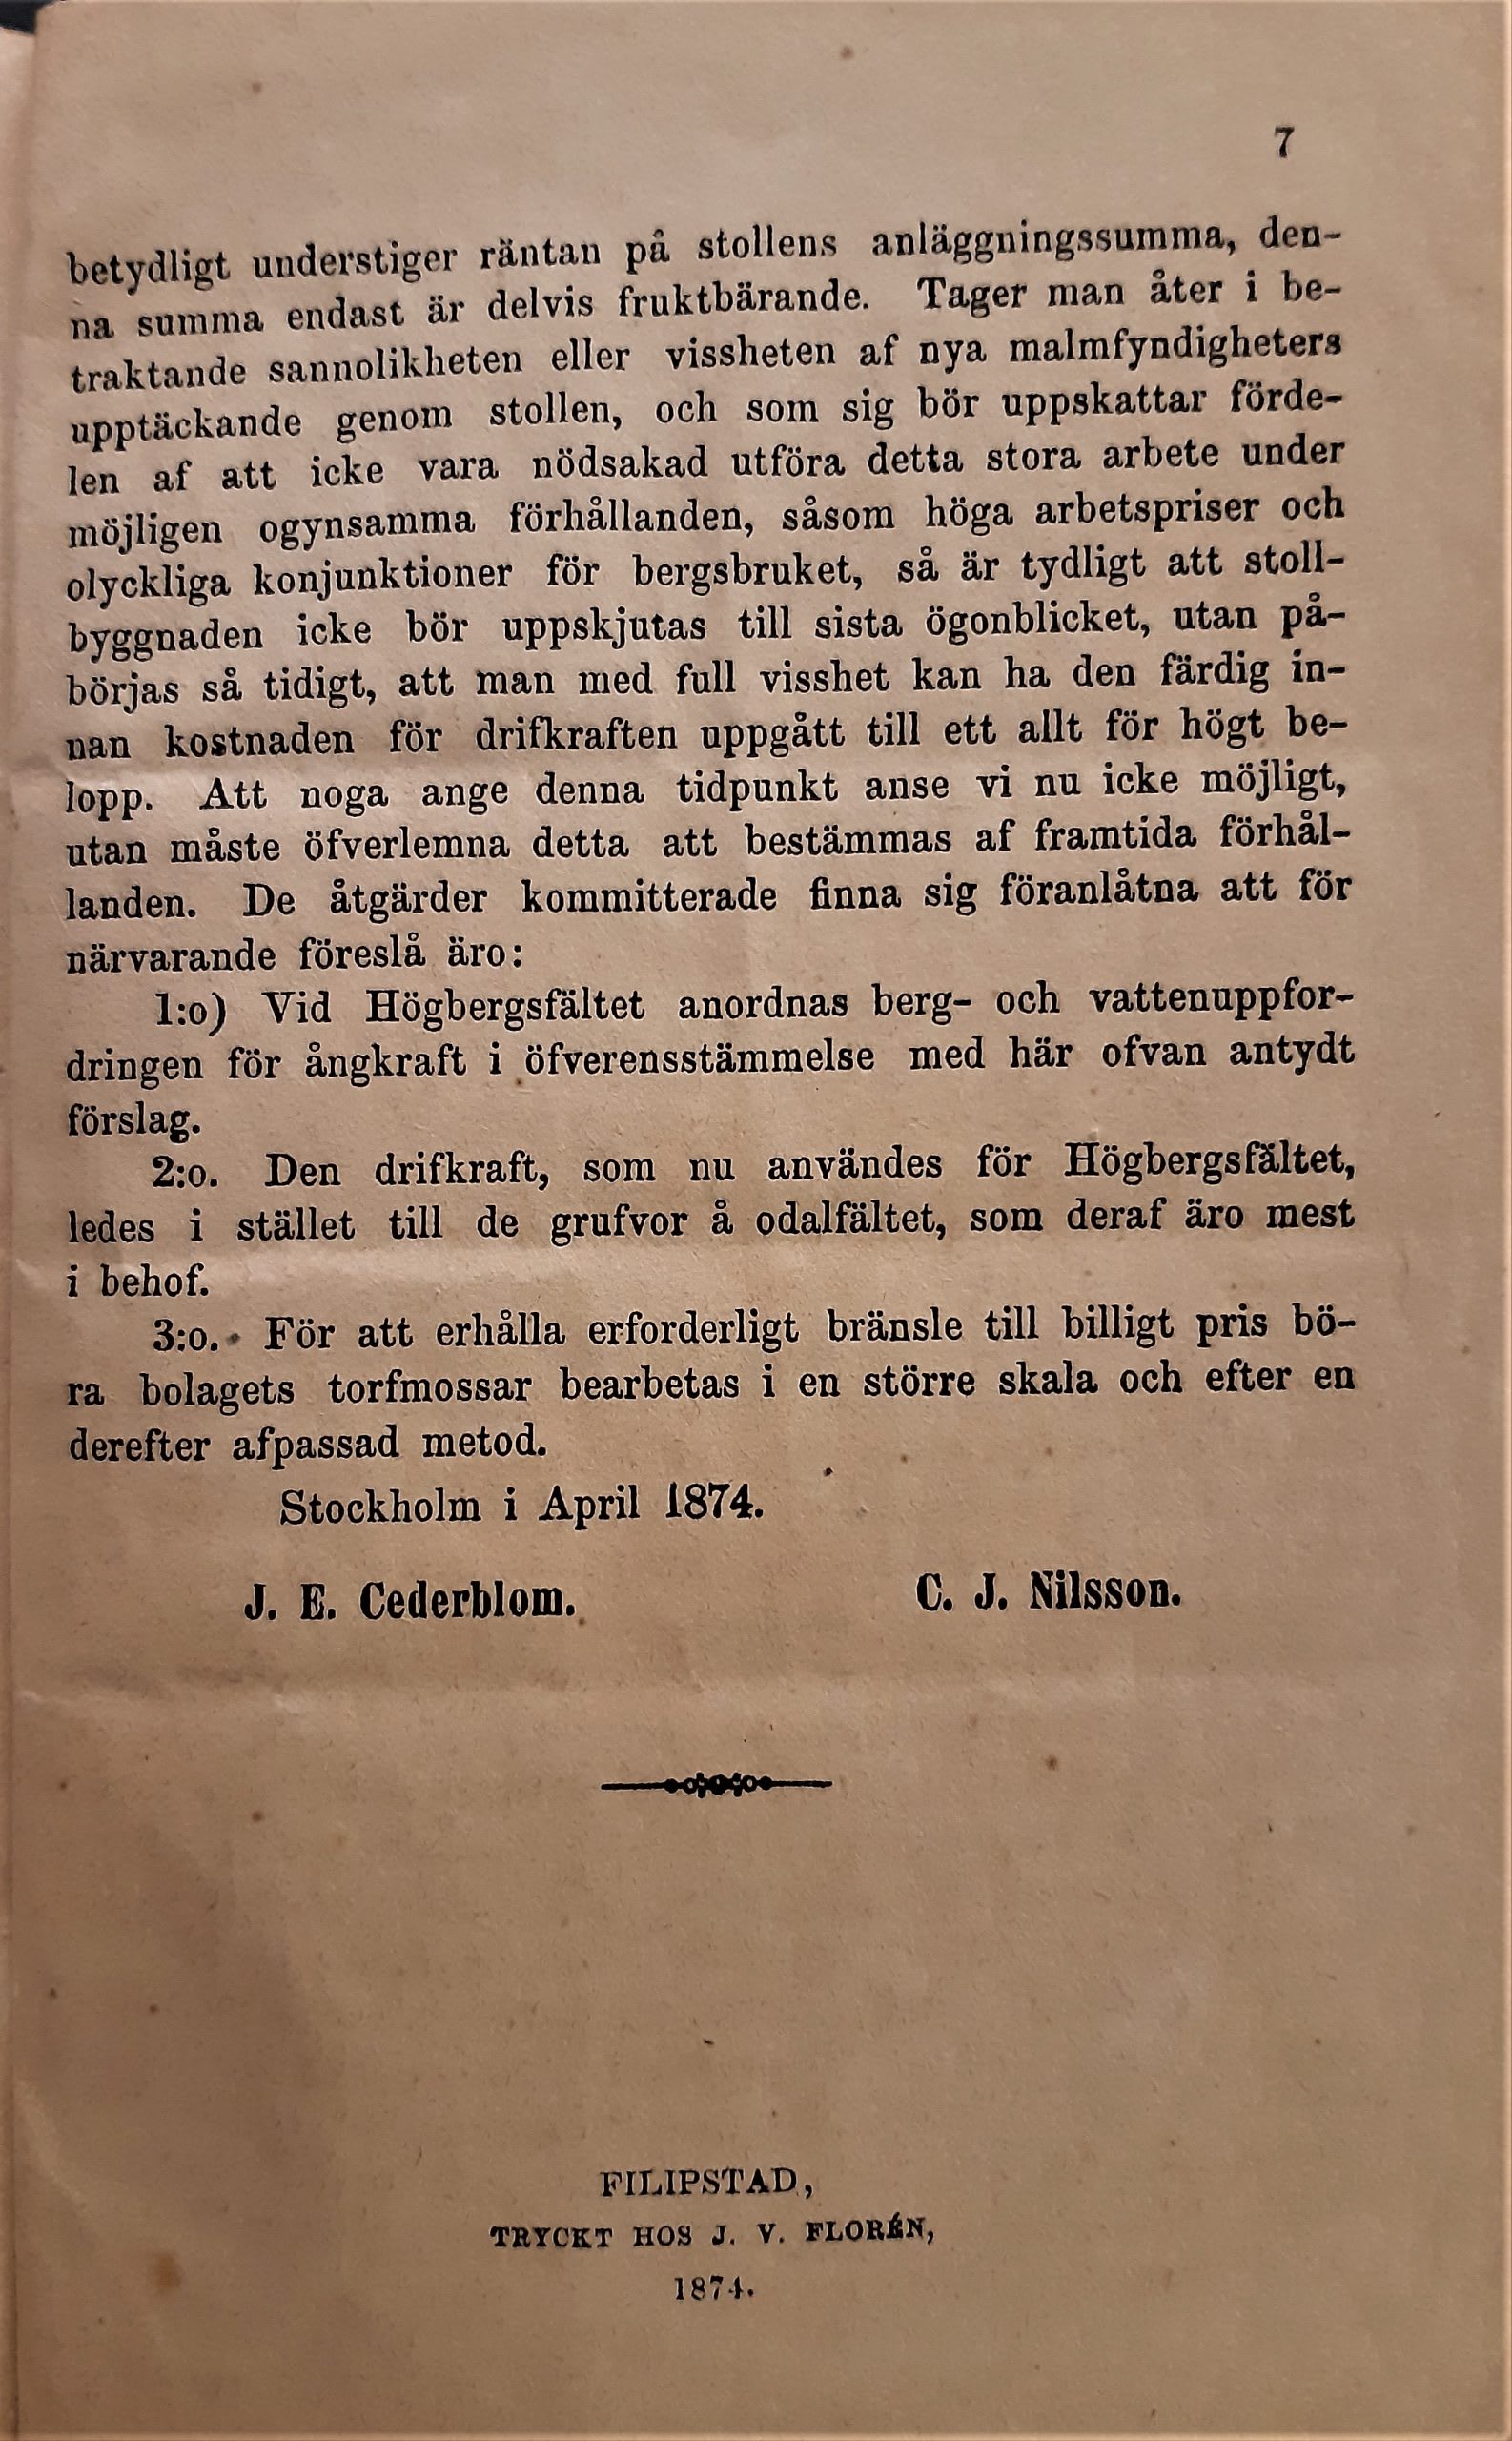 7
betydligt understiger räntan på stollens anläggningssumma, den-
na summa endast är delvis fruktbärande. Tager man åter i be-
traktande sannolikheten eller vissheten af nya malmfyndigheters
upptäckande genom stollen, och som sig bör uppskattar förde-
len af att icke vara nödsakad utföra detta stora arbete under
möjligen ogynsamma förhållanden, såsom höga arbetspriser och
olyckliga konjunktioner för bergsbruket, så är tydligt att stoll-
byggnaden icke bör uppskjutas till sista ögonblicket, utan på-
börjas så tidigt, att man med full visshet kan ha den färdig in-
nan kostnaden för drifkraften uppgått till ett allt för högt be-
lopp. Att noga ange denna tidpunkt anse vi nu icke möjligt,
utan måste öfverlemna detta att bestämmas af framtida förhål-
landen. De åtgärder kommitterade finna sig föranlåtna att för
närvarande föreslå äro:
1:o) Vid Högbergsfältet anordnas berg- och vattenuppfor-
dringen för ångkraft i öfverensstämmelse med här ofvan antydt
förslag.
2:o. Den drifkraft, som nu användes för Högbergsfältet,
ledes i stället till de grufvor å odalfältet, som deraf äro mest
i behof.
3:o. För att erhålla erforderligt bränsle till billigt pris bö-
ra bolagets torfmossar bearbetas i en större skala och efter en
derefter afpassad metod.
Stockholm i April 1874.
J. E. Cederblom. C. J. Nilsson.
FILIPSTAD,
TRYCKT HOS J. V. FLORÉN,
1874.